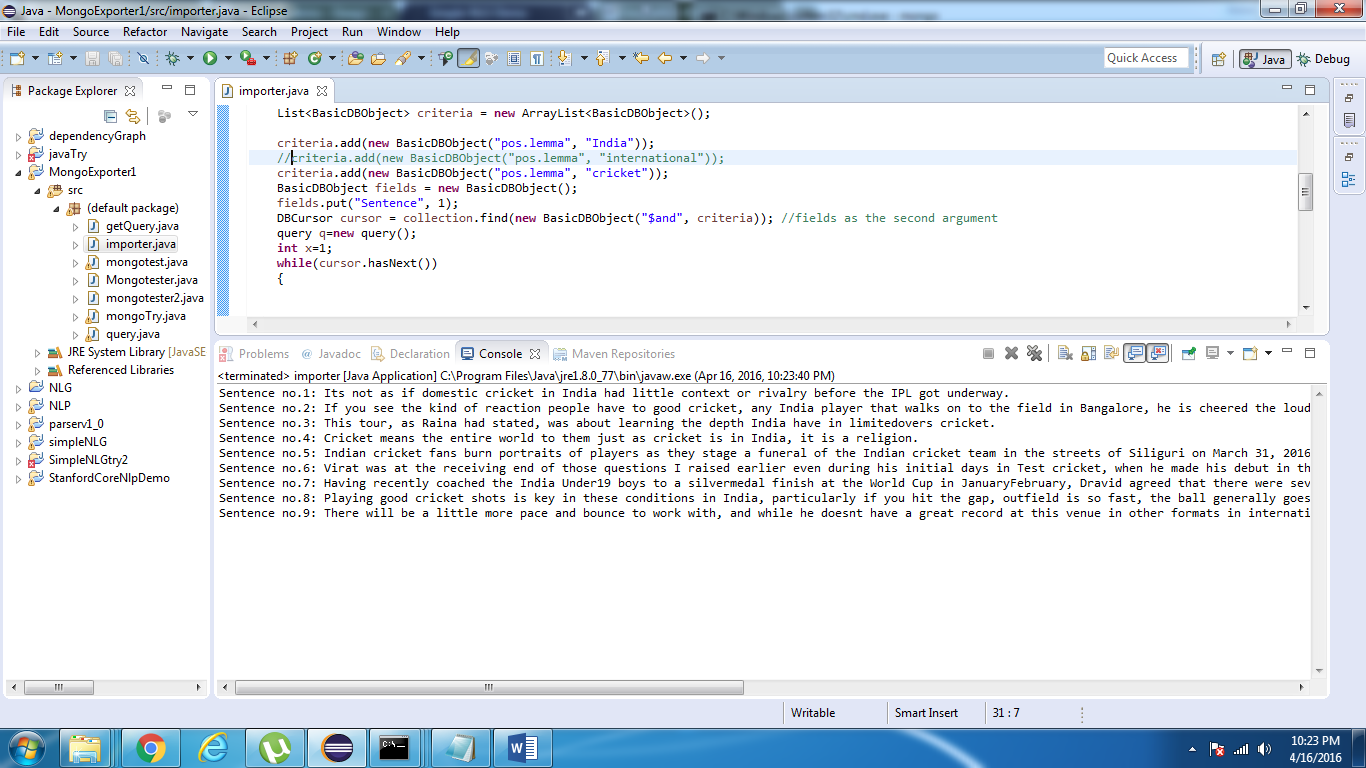 Java - MongoExporter1/src/importer.java - Eclipse
File Edit Source Refactor Navigate Search Project Run Window Help
Quick Access
Java
Debug
Package Explorer
dependencyGraph
javaTry
MongoExporter1
src
(default package)
getQuery.java
importer.java
mongotest.java
Mongotester.java
mongotester2.java
mongoTry.java
query.java
JRE System Library [JavaSE
Referenced Libraries
NLG
NLP
parserv1_0
simpleNLG
SimpleNLGtry2
StanfordCoreNlpDemo
importer.java
List<BasicDBObject> criteria = new ArrayList<BasicDBObject>();
criteria.add(new BasicDBObject("pos.lemma", "India"));
//criteria.add(new BasicDBObject("pos.lemma", "international"));
criteria.add(new BasicDBObject("pos.lemma", "cricket"));
BasicDBObject fields = new BasicDBObject();
fields.put("Sentence", 1);
DBCursor cursor = collection.find(new BasicDBObject("$and", criteria)); //fields as the second argument
query q=new query();
int x=1;
while(cursor.hasNext())
{
Problems @ Javadoc Declaration Console Maven Repositories
<terminated> importer [Java Application] C:\Program Files\Java\jre1.8.0_77\bin\javaw.exe (Apr 16, 2016, 10:23:40 PM)
Sentence no.1: Its not as if domestic cricket in India had little context or rivalry before the IPL got underway.
Sentence no.2: If you see the kind of reaction people have to good cricket, any India player that walks on to the field in Bangalore, he is cheered the loud
Sentence no.3: This tour, as Raina had stated, was about learning the depth India have in limitedovers cricket.
Sentence no.4: Cricket means the entire world to them just as cricket is in India, it is a religion.
Sentence no.5: Indian cricket fans burn portraits of players as they stage a funeral of the Indian cricket team in the streets of Siliguri on March 31, 2016
Sentence no.6: Virat was at the receiving end of those questions I raised earlier even during his initial days in Test cricket, when he made his debut in th
Sentence no.7: Having recently coached the India Under19 boys to a silvermedal finish at the World Cup in JanuaryFebruary, Dravid agreed that there were sev
Sentence no.8: Playing good cricket shots is key in these conditions in India, particularly if you hit the gap, outfield is so fast, the ball generally goes
Sentence no.9: There will be a little more pace and bounce to work with, and while he doesnt have a great record at this venue in other formats in internati
Writable
Smart Insert
31 : 7
C:\_
10:23 PM
4/16/2016